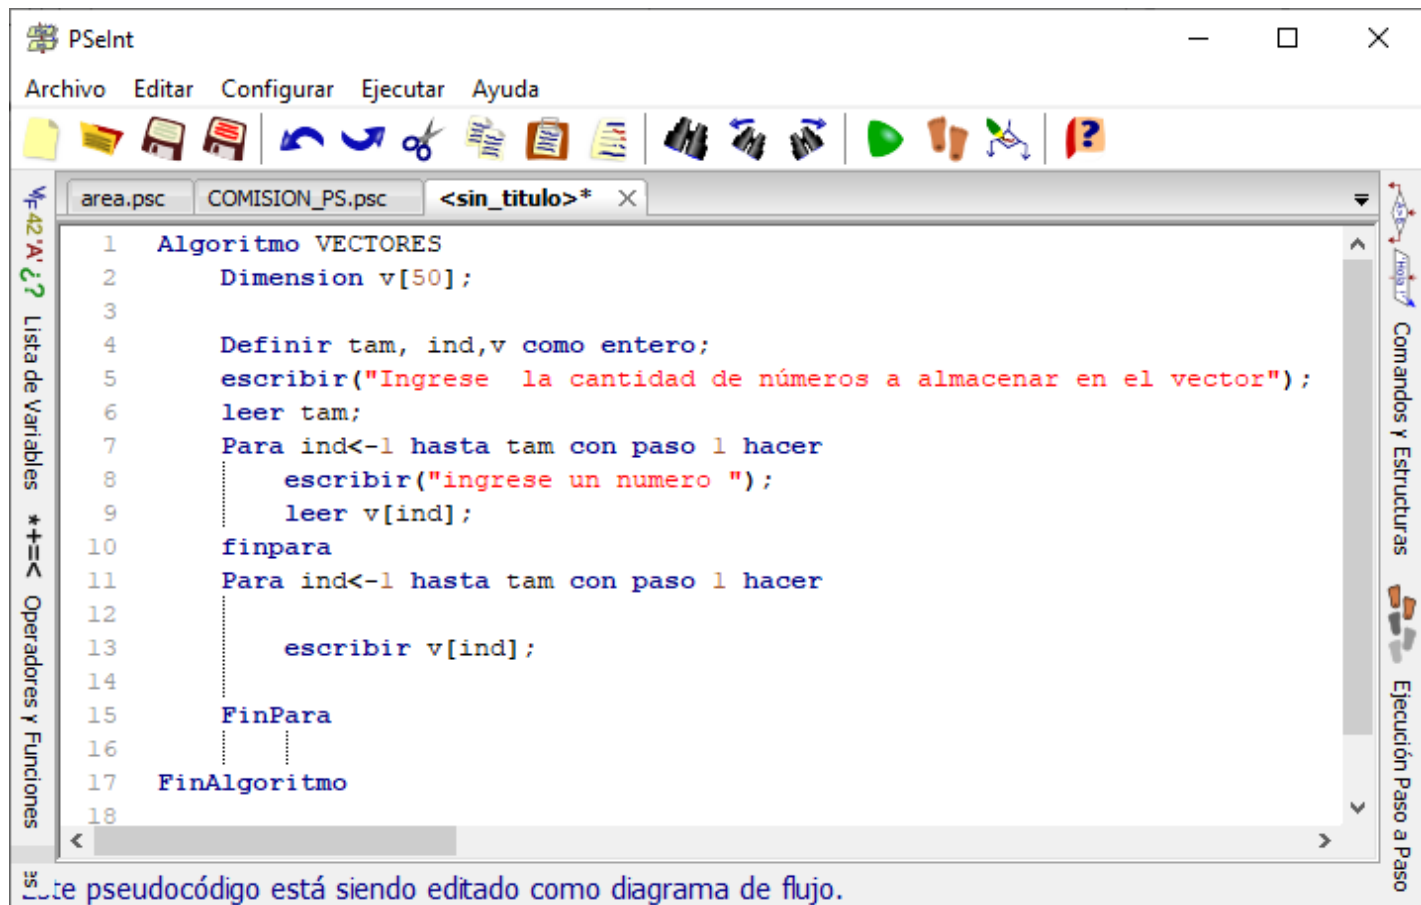 PSeInt
Archivo Editar Configurar Ejecutar Ayuda
area.psc COMISION_PS.psc <sin_titulo>*
1 Algoritmo VECTORES
2 Dimension v[50];
3
4 Definir tam, ind,v como entero;
5 escribir("Ingrese  la cantidad de números a almacenar en el vector");
6 leer tam;
7 Para ind<-1 hasta tam con paso 1 hacer
8 escribir("ingrese un numero ");
9 leer v[ind];
10 finpara
11 Para ind<-1 hasta tam con paso 1 hacer
12
13 escribir v[ind];
14
15 FinPara
16
17 FinAlgoritmo
18
V F 42 'A' ¿? Lista de Variables
*+=< Operadores y Funciones
A>B Hola ! Comandos y Estructuras
Ejecución Paso a Paso
pseudocódigo está siendo editado como diagrama de flujo.